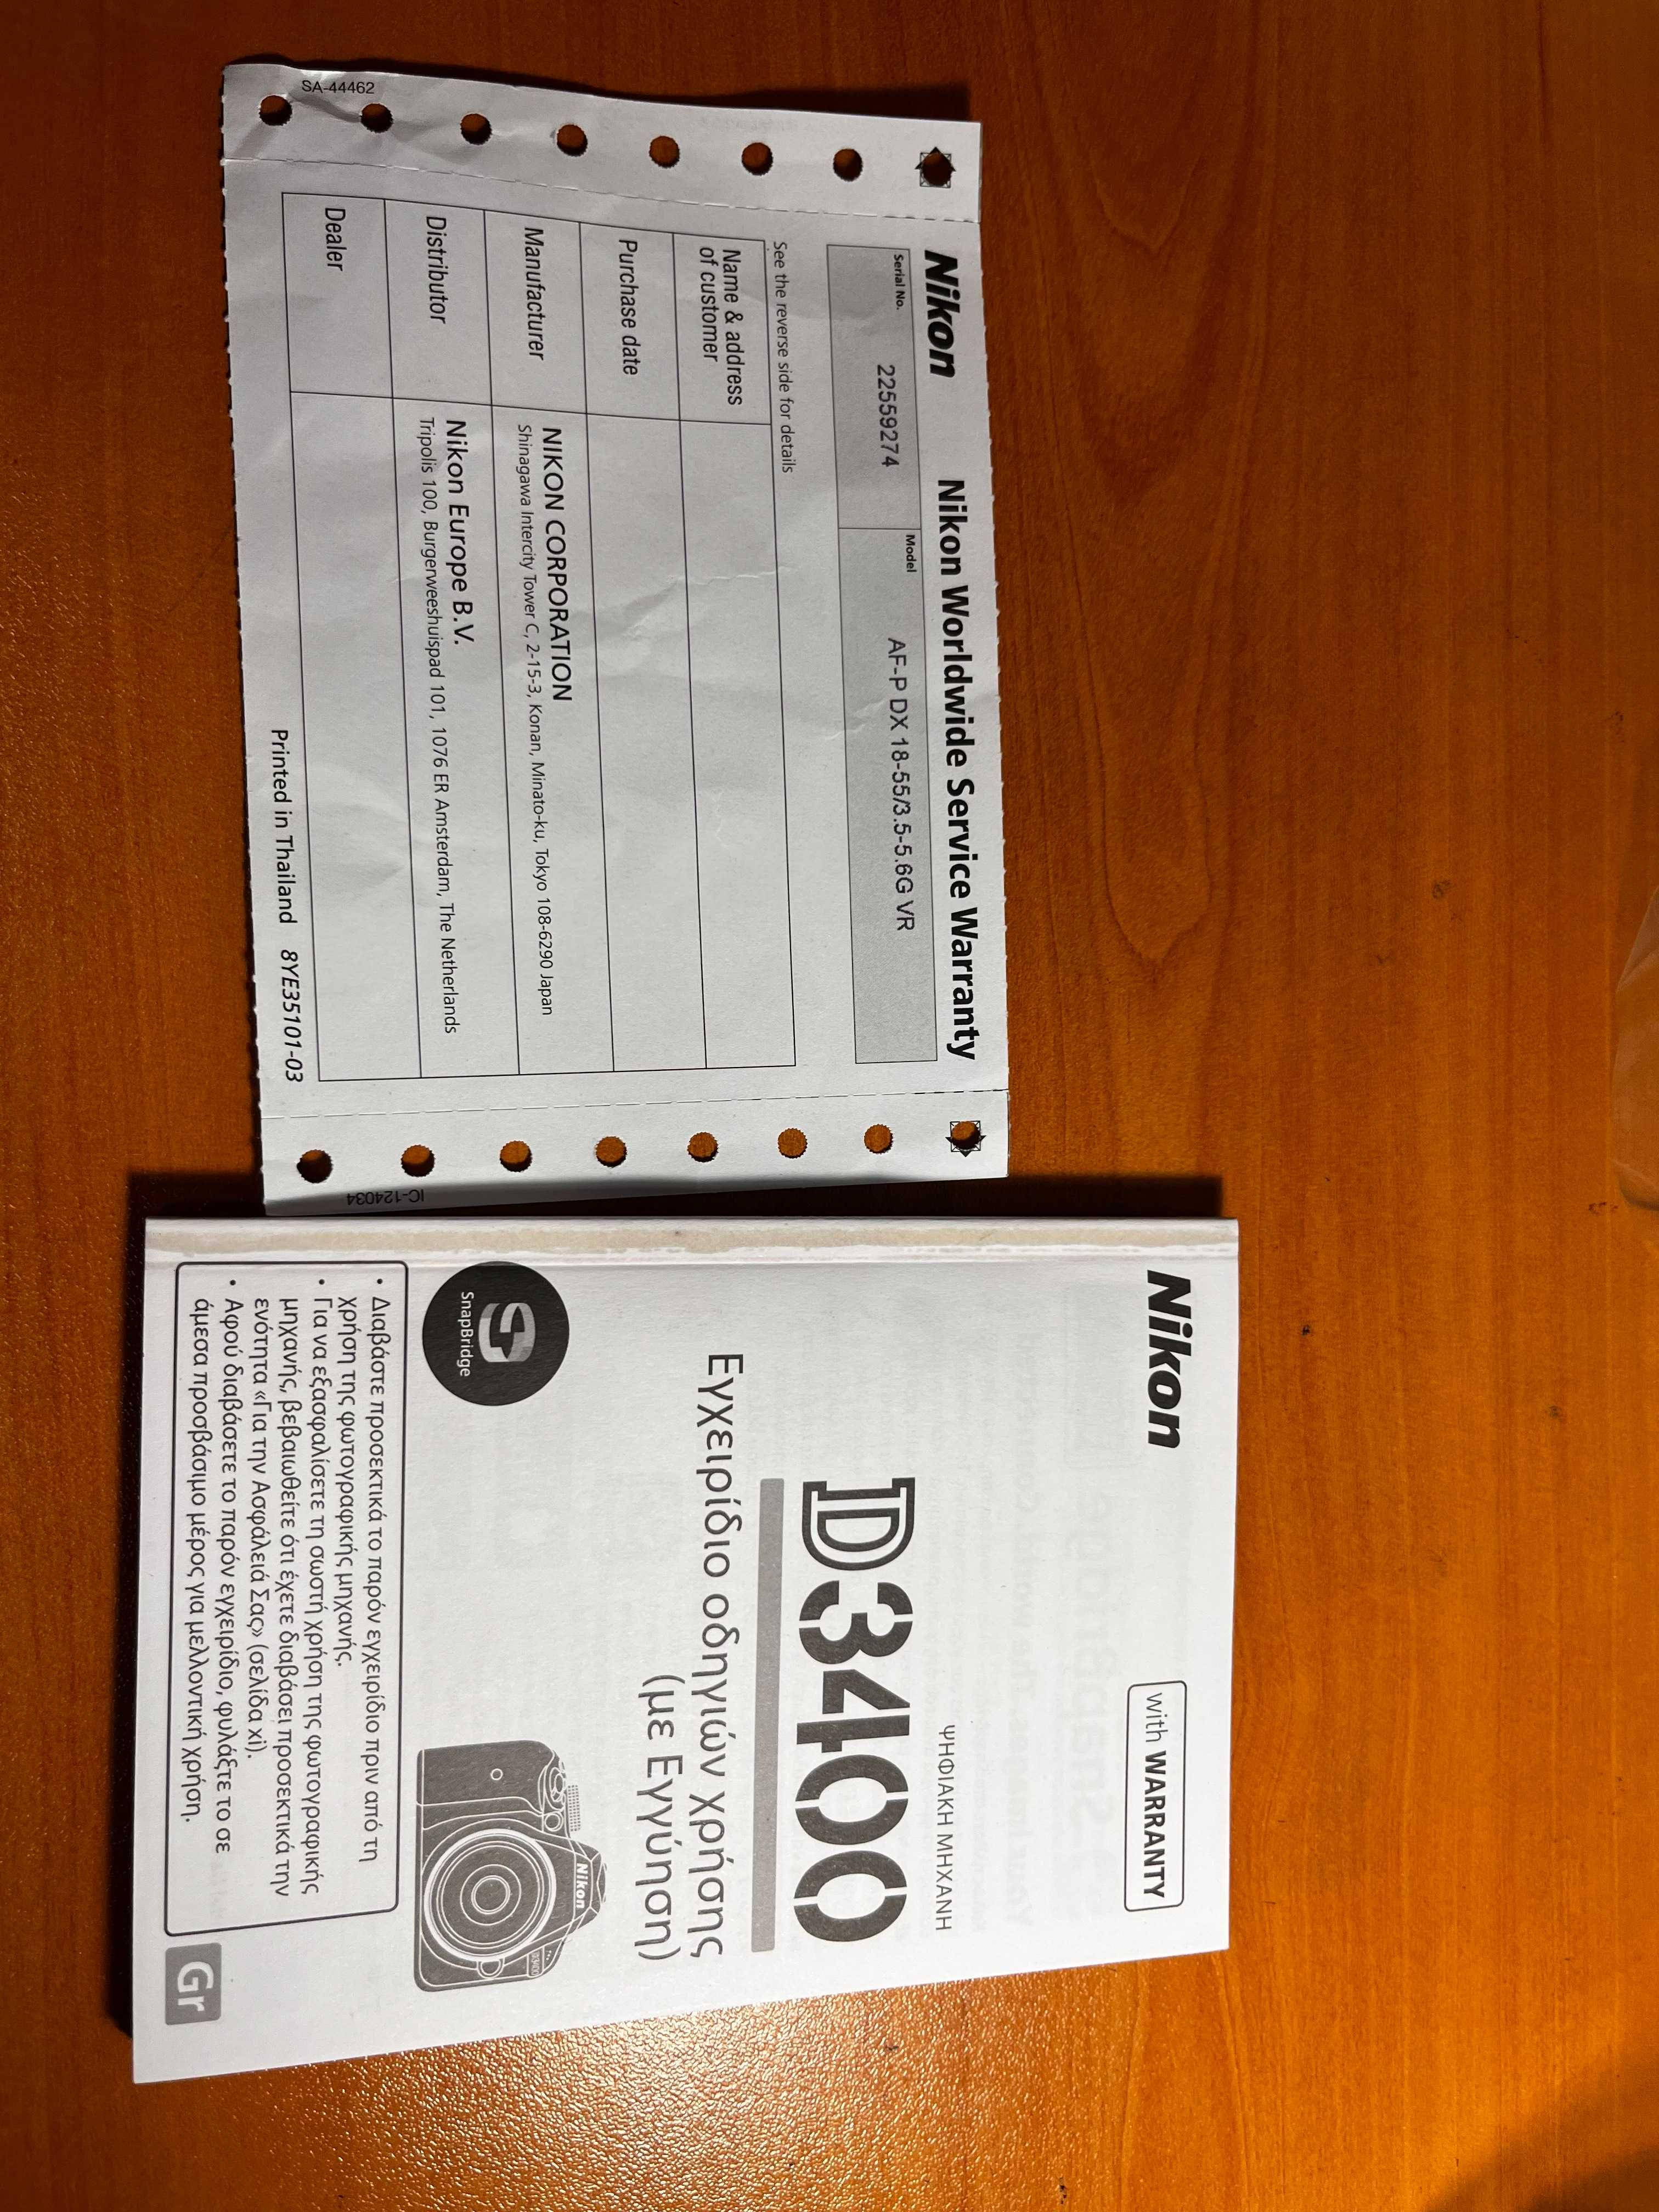 SA-44462
Nikon Nikon Worldwide Service Warranty
Serial No. 22559274 Model AF-P DX 18-55/3.5-5.6G VR
See the reverse side for details
Name & address
of customer
Purchase date
Manufacturer
NIKON CORPORATION
Shinagawa Intercity Tower C, 2-15-3, Konan, Minato-ku, Tokyo 108-6290 Japan
Distributor
Nikon Europe B.V.
Tripolis 100, Burgerweeshuispad 101, 1076 ER Amsterdam, The Netherlands
Dealer
Printed in Thailand 8YE35101-03
IC-124034
Nikon
with WARRANTY
ΨΗΦΙΑΚΗ ΜΗΧΑΝΗ
D3400
Εγχειρίδιο οδηγιών χρήσης
(με Εγγύηση)
SnapBridge
Nikon
D3400
• Διαβάστε προσεκτικά το παρόν εγχειρίδιο πριν από τη
χρήση της φωτογραφικής μηχανής.
• Για να εξασφαλίσετε τη σωστή χρήση της φωτογραφικής
μηχανής, βεβαιωθείτε ότι έχετε διαβάσει προσεκτικά την
ενότητα «Για την Ασφάλειά Σας» (σελίδα xi).
• Αφού διαβάσετε το παρόν εγχειρίδιο, φυλάξτε το σε
άμεσα προσβάσιμο μέρος για μελλοντική χρήση.
Gr